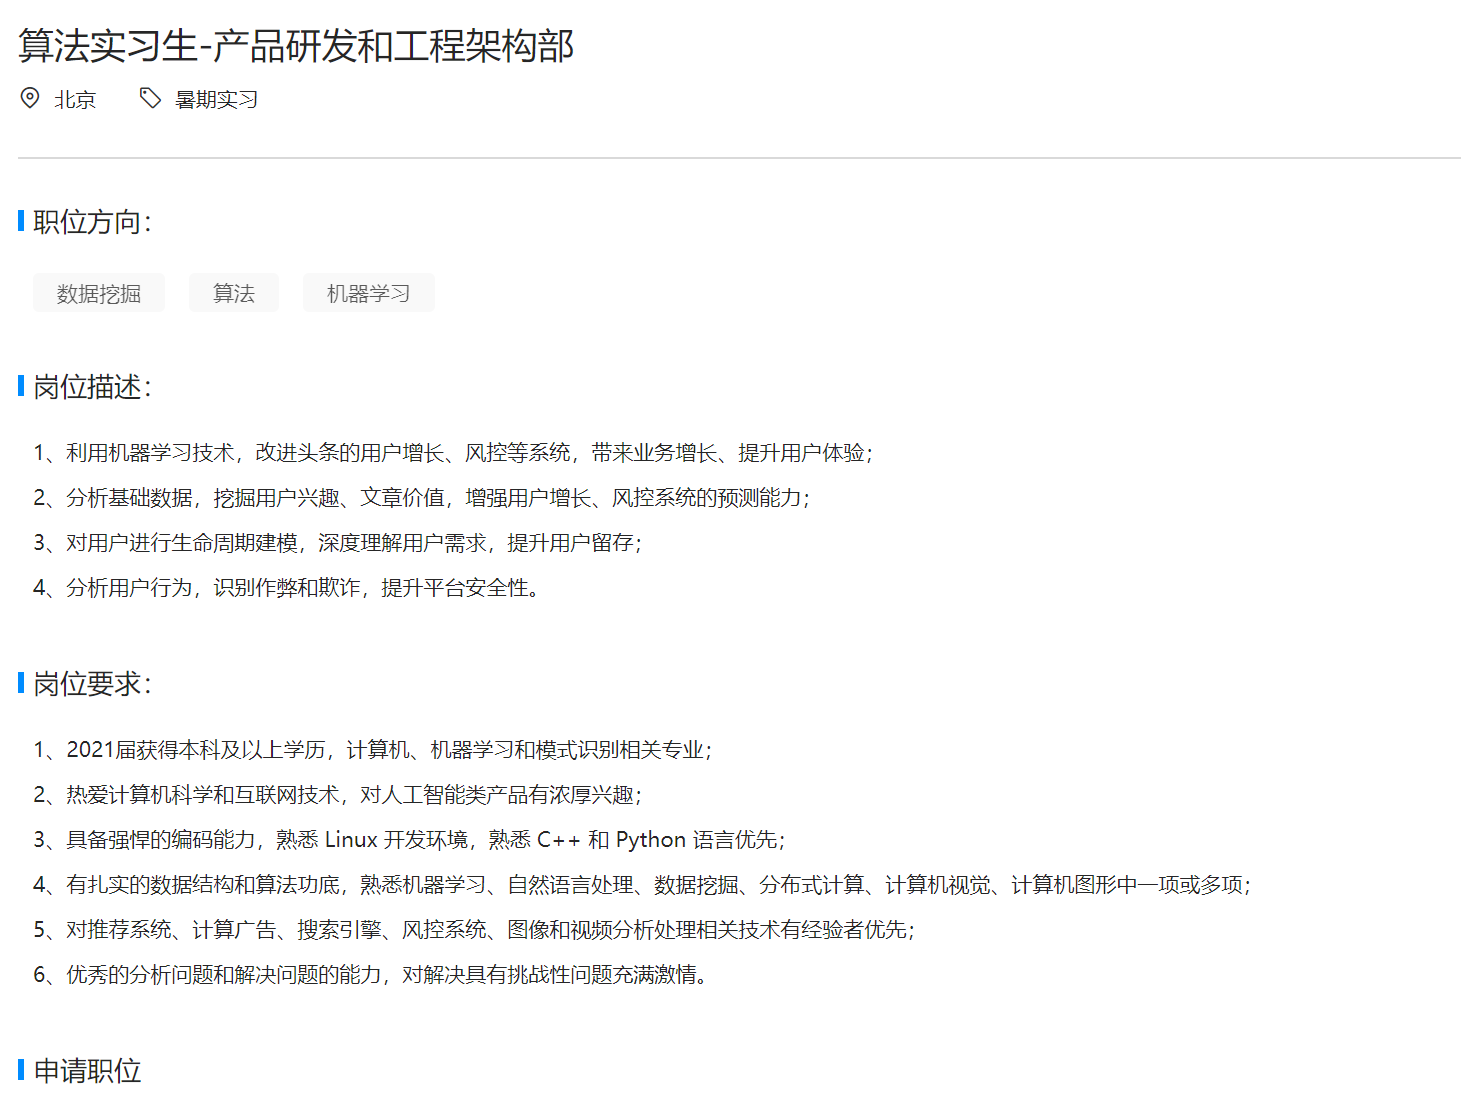 算法实习生-产品研发和工程架构部
北京 暑期实习
职位方向：
数据挖掘 算法 机器学习
岗位描述：
1、利用机器学习技术，改进头条的用户增长、风控等系统，带来业务增长、提升用户体验；
2、分析基础数据，挖掘用户兴趣、文章价值，增强用户增长、风控系统的预测能力；
3、对用户进行生命周期建模，深度理解用户需求，提升用户留存；
4、分析用户行为，识别作弊和欺诈，提升平台安全性。
岗位要求：
1、2021届获得本科及以上学历，计算机、机器学习和模式识别相关专业；
2、热爱计算机科学和互联网技术，对人工智能类产品有浓厚兴趣；
3、具备强悍的编码能力，熟悉 Linux 开发环境，熟悉 C++ 和 Python 语言优先；
4、有扎实的数据结构和算法功底，熟悉机器学习、自然语言处理、数据挖掘、分布式计算、计算机视觉、计算机图形中一项或多项；
5、对推荐系统、计算广告、搜索引擎、风控系统、图像和视频分析处理相关技术有经验者优先；
6、优秀的分析问题和解决问题的能力，对解决具有挑战性问题充满激情。
申请职位